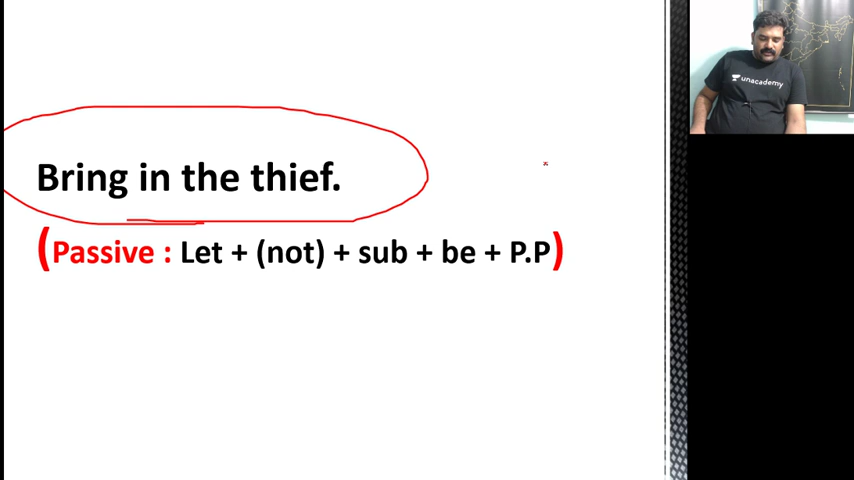 Bring in the thief.
(Passive : Let + (not) + sub + be + P.P)
unacademy